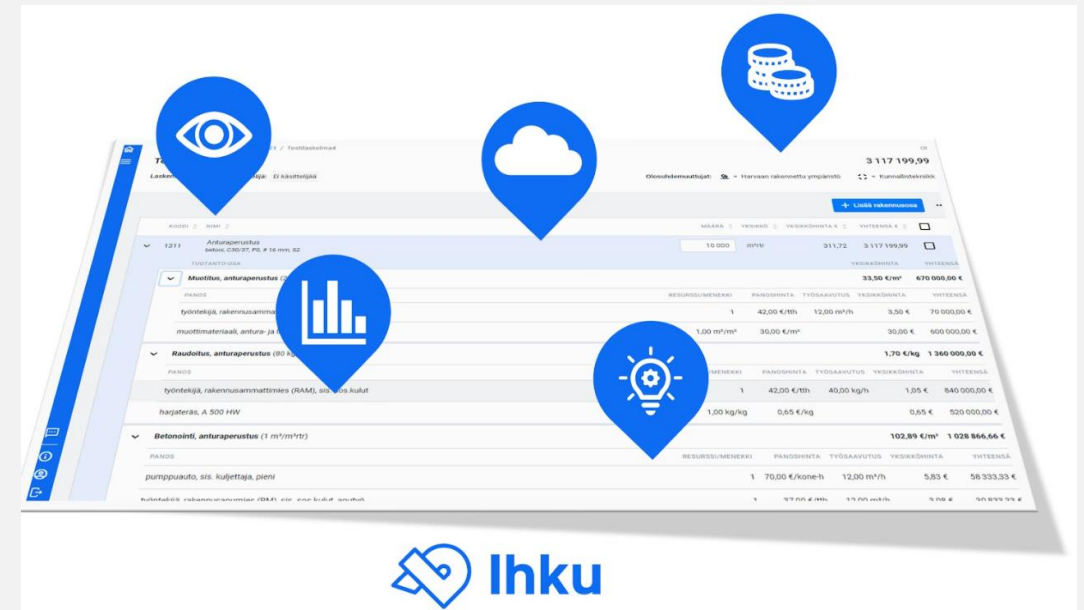 / Testilaskelmat
3 117 199,99
Ei käsittelijää
Olosuhdemuuttujat: Harvaan rakennettu ympäristö Kunnallistekniikk
+ Lisää rakennusosa
KOODI NIMI MÄÄRÄ YKSIKKÖ YKSIKKÖHINTA € YHTEENSÄ €
1311 Anturaperustus 10 000 m³rtr 311,72 3 117 199,99
betoni, C30/37, P0, # 16 mm, S2
TUOTANTO-OSA YKSIKKÖHINTA YHTEENSÄ
Muotitus, anturaperustus 33,50 €/m² 670 000,00 €
PANOS RESURSSI/MENEKKI PANOSHINTA TYÖSAAVUTUS YKSIKKÖHINTA YHTEENSÄ
työntekijä, 1 42,00 €/tth 12,00 m²/h 3,50 € 70 000,00 €
muottimateriaali, antura- ja 1,00 m²/m² 30,00 €/m² 30,00 € 600 000,00 €
Raudoitus, anturaperustus (80 1,70 €/kg 1 360 000,00 €
PANOS PANOSHINTA TYÖSAAVUTUS YKSIKKÖHINTA YHTEENSÄ
työntekijä, rakennusammattimies (RAM), sis. sos.kulut 1 42,00 €/tth 40,00 kg/h 1,05 € 840 000,00 €
harjateräs, A 500 HW 1,00 kg/kg 0,65 €/kg 0,65 € 520 000,00 €
Betonointi, anturaperustus (1 m³/m³rtr) 102,89 €/m³ 1 028 866,66 €
PANOS RESURSSI/MENEKKI PANOSHINTA TYÖSAAVUTUS YKSIKKÖHINTA YHTEENSÄ
pumppuauto, sis. kuljettaja, pieni 1 70,00 €/kone-h 12,00 m³/h 5,83 € 58 333,33 €
Ihku